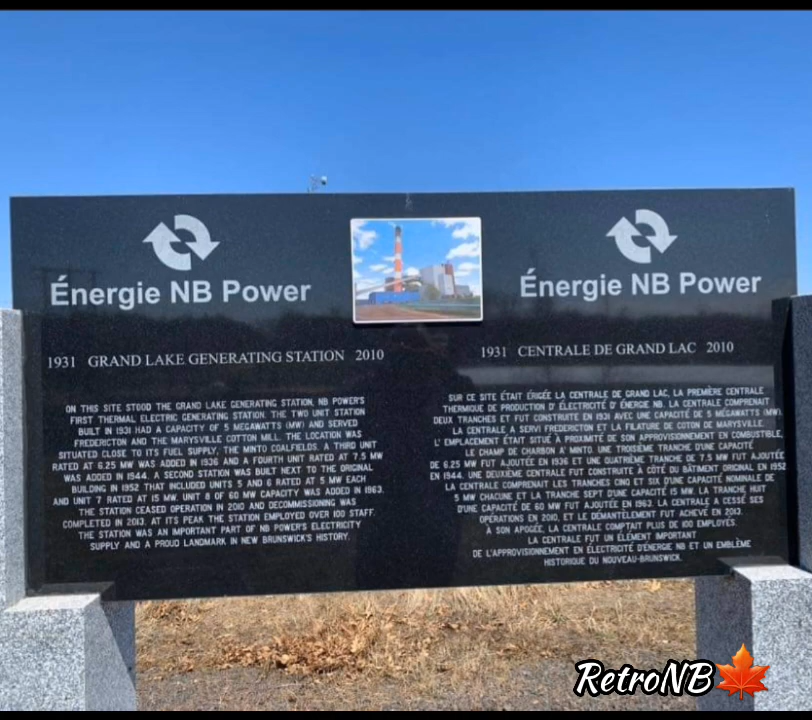 Énergie NB Power
1931 GRAND LAKE GENERATING STATION 2010
ON THIS SITE STOOD THE GRAND LAKE GENERATING STATION, NB POWER'S
FIRST THERMAL ELECTRIC GENERATING STATION. THE TWO UNIT STATION
BUILT IN 1931 HAD A CAPACITY OF 5 MEGAWATTS (MW) AND SERVED
FREDERICTON AND THE MARYSVILLE COTTON MILL. THE LOCATION WAS
SITUATED CLOSE TO ITS FUEL SUPPLY, THE MINTO COALFIELDS. A THIRD UNIT
RATED AT 6.25 MW WAS ADDED IN 1936 AND A FOURTH UNIT RATED AT 7.5 MW
WAS ADDED IN 1944. A SECOND STATION WAS BUILT NEXT TO THE ORIGINAL
BUILDING IN 1952 THAT INCLUDED UNITS 5 AND 6 RATED AT 5 MW EACH
AND UNIT 7 RATED AT 15 MW. UNIT 8 OF 60 MW CAPACITY WAS ADDED IN 1963.
THE STATION CEASED OPERATION IN 2010 AND DECOMMISSIONING WAS
COMPLETED IN 2013. AT ITS PEAK THE STATION EMPLOYED OVER 100 STAFF.
THE STATION WAS AN IMPORTANT PART OF NB POWER'S ELECTRICITY
SUPPLY AND A PROUD LANDMARK IN NEW BRUNSWICK'S HISTORY.
Énergie NB Power
1931 CENTRALE DE GRAND LAC 2010
SUR CE SITE ÉTAIT ÉRIGÉE LA CENTRALE DE GRAND LAC, LA PREMIÈRE CENTRALE
THERMIQUE DE PRODUCTION D' ÉLECTRICITÉ D' ÉNERGIE NB. LA CENTRALE COMPRENAIT
DEUX TRANCHES ET FUT CONSTRUITE EN 1931 AVEC UNE CAPACITÉ DE 5 MÉGAWATTS (MW).
LA CENTRALE A SERVI FREDERICTON ET LA FILATURE DE COTON DE MARYSVILLE.
L' EMPLACEMENT ÉTAIT SITUÉ À PROXIMITÉ DE SON APPROVISIONNEMENT EN COMBUSTIBLE,
LE CHAMP DE CHARBON A' MINTO. UNE TROISIÈME TRANCHE D'UNE CAPACITÉ
DE 6.25 MW FUT AJOUTÉE EN 1936 ET UNE QUATRIÈME TRANCHE DE 7.5 MW FUT AJOUTÉE
EN 1944. UNE DEUXIÈME CENTRALE FUT CONSTRUITE À CÔTÉ DU BÂTIMENT ORIGINAL EN 1952
LA CENTRALE COMPRENAIT LES TRANCHES CINQ ET SIX D'UNE CAPACITÉ NOMINALE DE
5 MW CHACUNE ET LA TRANCHE SEPT D'UNE CAPACITÉ 15 MW. LA TRANCHE HUIT
D'UNE CAPACITÉ DE 60 MW FUT AJOUTÉE EN 1963. LA CENTRALE A CESSÉ SES
OPÉRATIONS EN 2010, ET LE DÉMANTÈLEMENT FUT ACHEVÉ EN 2013.
À SON APOGÉE, LA CENTRALE COMPTAIT PLUS DE 100 EMPLOYÉS.
LA CENTRALE FUT UN ÉLÉMENT IMPORTANT
DE L'APPROVISIONNEMENT EN ÉLECTRICITÉ D'ÉNERGIE NB ET UN EMBLÈME
HISTORIQUE DU NOUVEAU-BRUNSWICK.
RetroNB